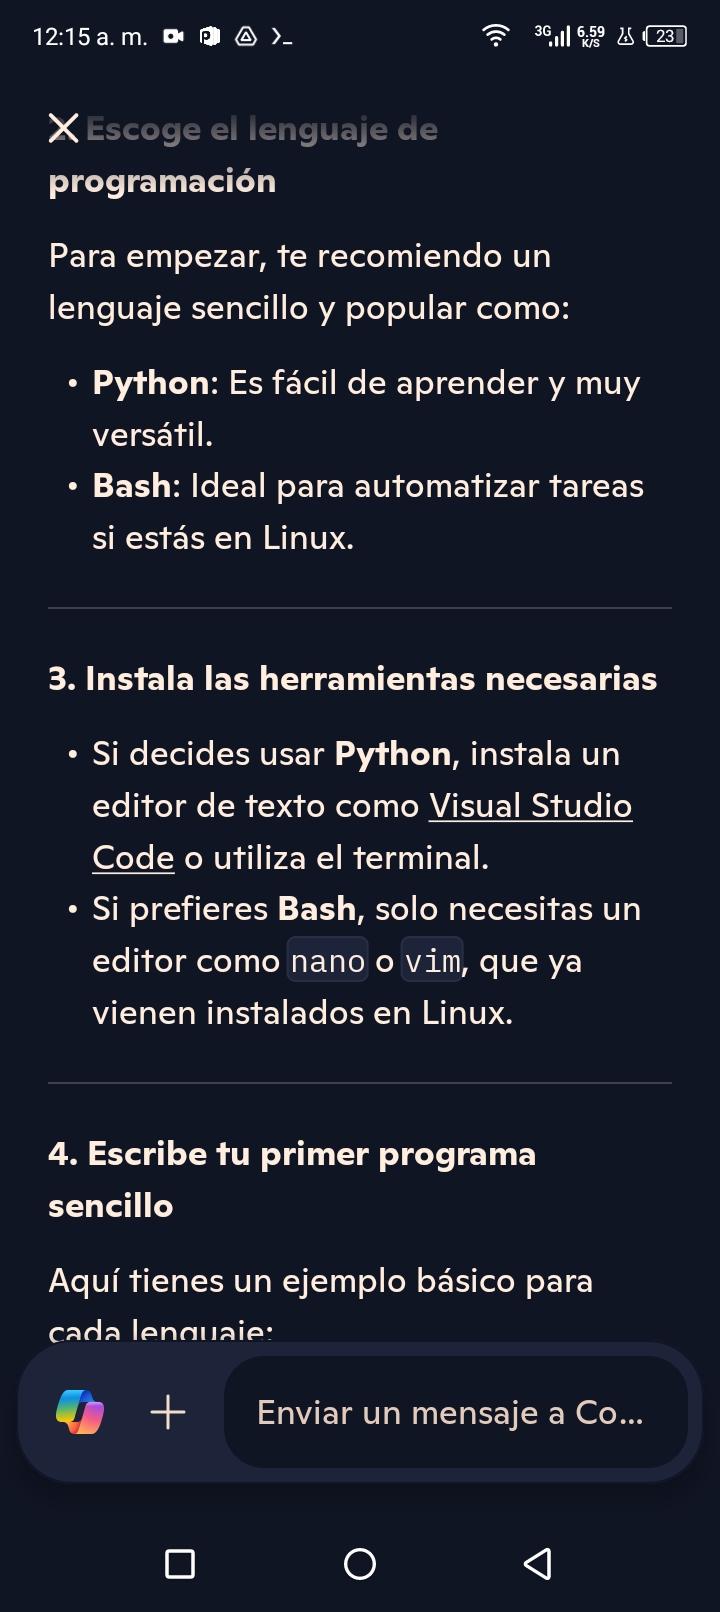 12:15 a. m.
3G 6.59 K/S 23
2. Escoge el lenguaje de
programación
Para empezar, te recomiendo un
lenguaje sencillo y popular como:
• Python: Es fácil de aprender y muy
versátil.
• Bash: Ideal para automatizar tareas
si estás en Linux.
3. Instala las herramientas necesarias
• Si decides usar Python, instala un
editor de texto como Visual Studio
Code o utiliza el terminal.
• Si prefieres Bash, solo necesitas un
editor como nano o vim, que ya
vienen instalados en Linux.
4. Escribe tu primer programa
sencillo
Aquí tienes un ejemplo básico para
cada lenguaje:
Enviar un mensaje a Co...